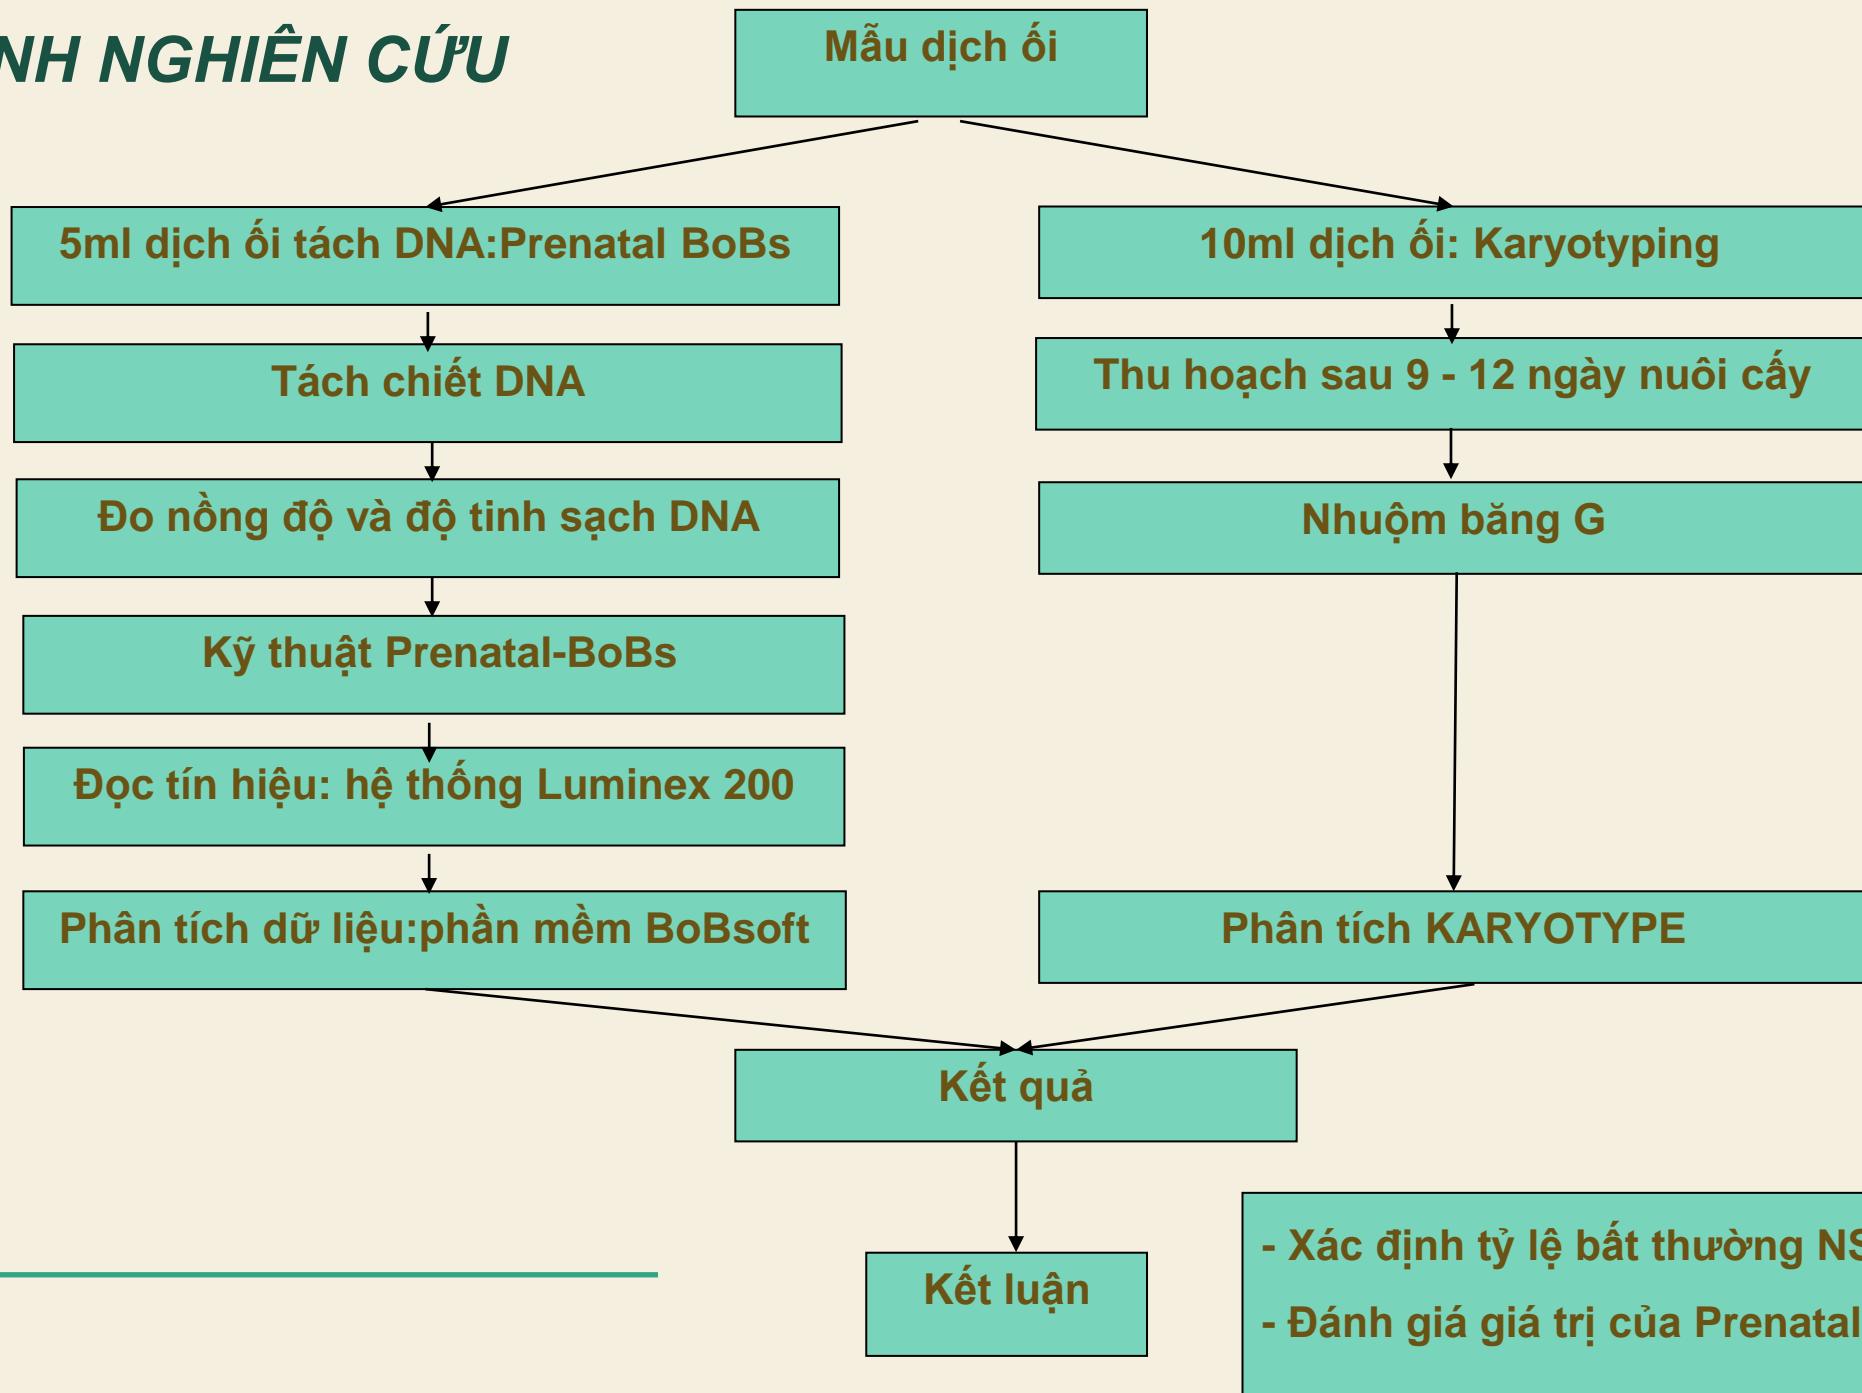 NH NGHIÊN CỨU
Mẫu dịch ối
5ml dịch ối tách DNA:Prenatal BoBs
10ml dịch ối: Karyotyping
Tách chiết DNA
Thu hoạch sau 9 - 12 ngày nuôi cấy
Đo nồng độ và độ tinh sạch DNA
Nhuộm băng G
Kỹ thuật Prenatal-BoBs
Đọc tín hiệu: hệ thống Luminex 200
Phân tích dữ liệu:phần mềm BoBsoft
Phân tích KARYOTYPE
Kết quả
Kết luận
- Xác định tỷ lệ bất thường
- Đánh giá giá trị của Prenatal